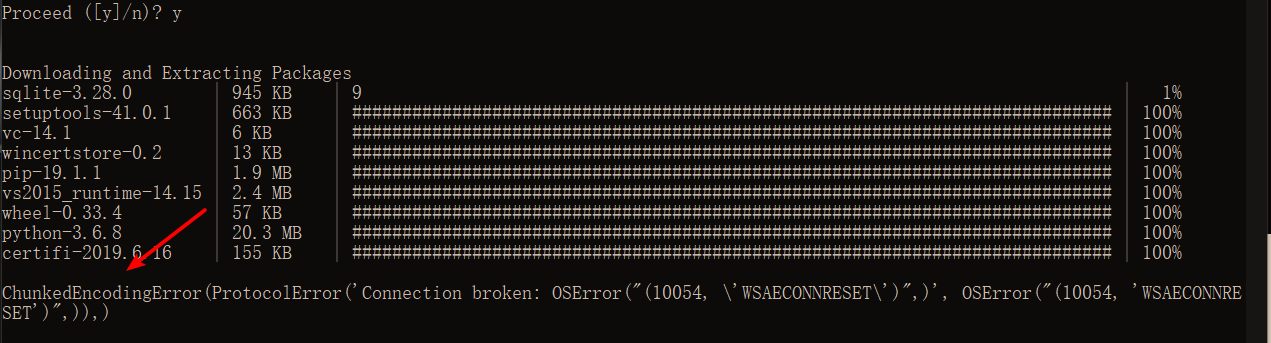 Proceed ([y]/n)? y
Downloading and Extracting Packages
sqlite-3.28.0 | 945 KB | 9 | 1%
setuptools-41.0.1 | 663 KB | ############################################################################ | 100%
vc-14.1 | 6 KB | ############################################################################ | 100%
wincertstore-0.2 | 13 KB | ############################################################################ | 100%
pip-19.1.1 | 1.9 MB | ############################################################################ | 100%
vs2015_runtime-14.15 | 2.4 MB | ############################################################################ | 100%
wheel-0.33.4 | 57 KB | ############################################################################ | 100%
python-3.6.8 | 20.3 MB | ############################################################################ | 100%
certifi-2019.6.16 | 155 KB | ############################################################################ | 100%
ChunkedEncodingError(ProtocolError('Connection broken: OSError("(10054, \'WSAECONNRESET\')",)', OSError("(10054, 'WSAECONNRE
SET')",)),)